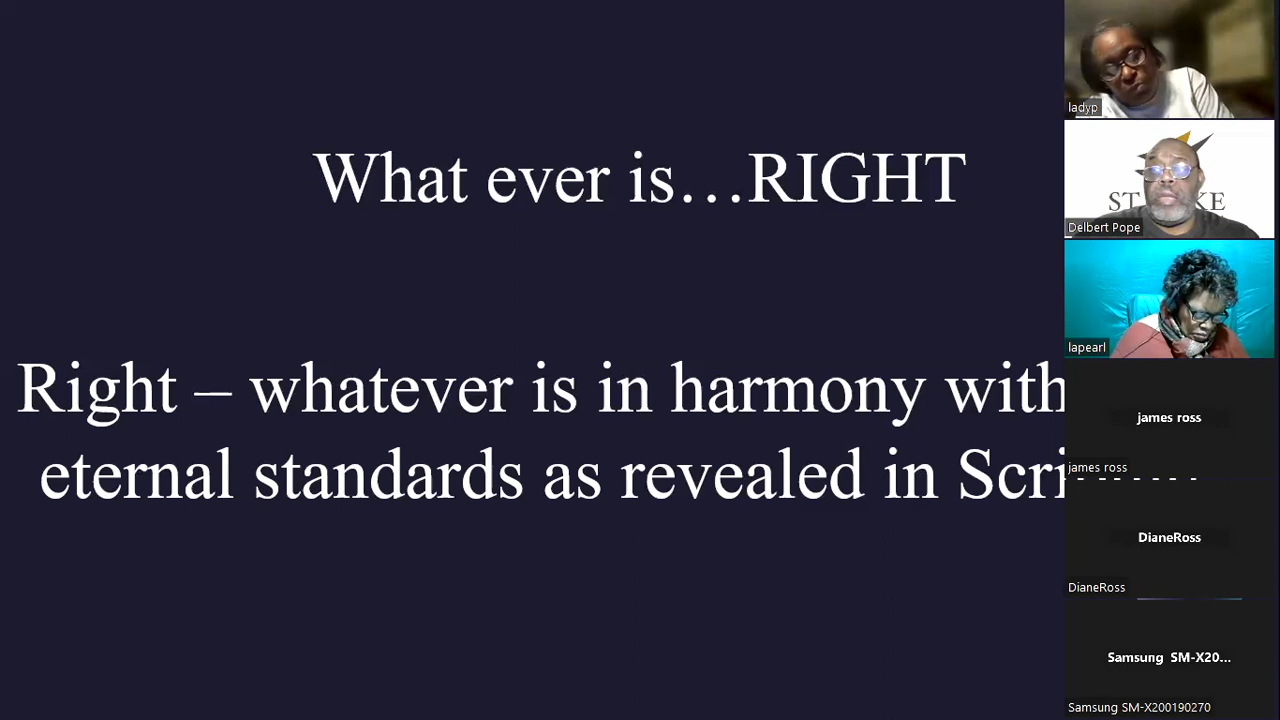 What ever is…RIGHT
Right – whatever is in harmony with
eternal standards as revealed in Scri
ladyp
Delbert Pope
lapearl
james ross
james ross
DianeRoss
DianeRoss
Samsung SM-X20...
Samsung SM-X200190270